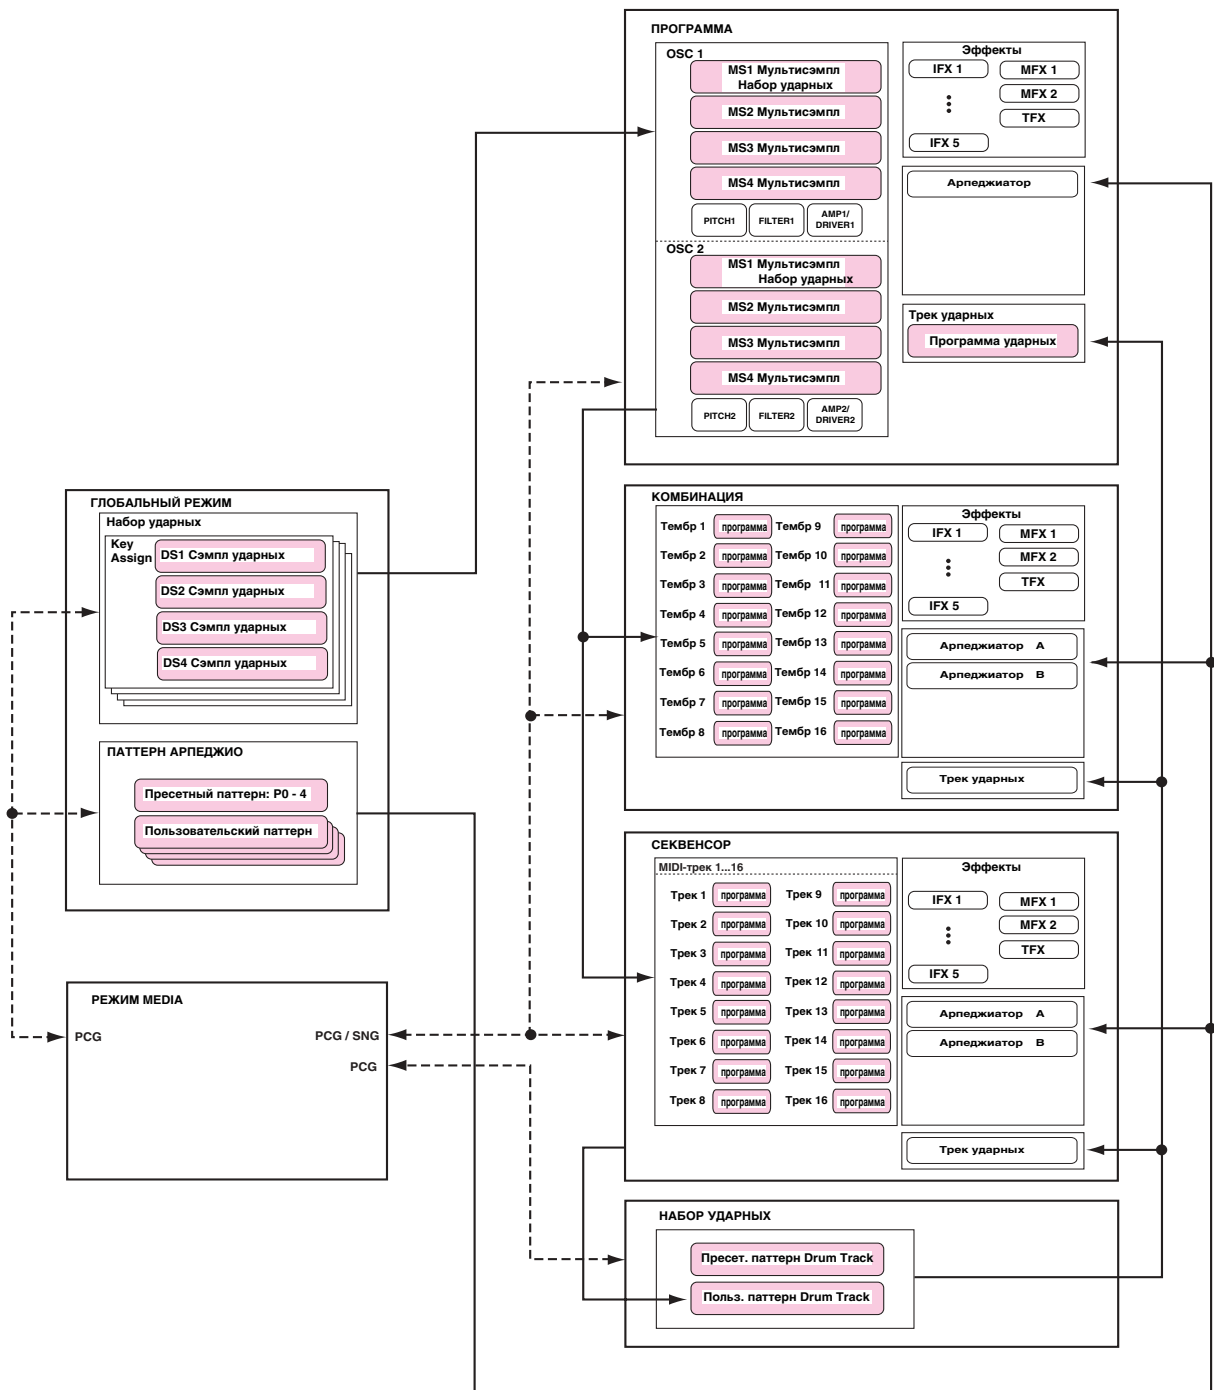 ПРОГРАММА
OSC 1
MS1 Мультисэмпл
Набор ударных
MS2 Мультисэмпл
MS3 Мультисэмпл
MS4 Мультисэмпл
PITCH1
FILTER1
AMP1/
DRIVER1
OSC 2
MS1 Мультисэмпл
Набор ударных
MS2 Мультисэмпл
MS3 Мультисэмпл
MS4 Мультисэмпл
PITCH2
FILTER2
AMP2/
DRIVER2
Эффекты
IFX 1
MFX 1
MFX 2
TFX
IFX 5
Арпеджиатор
Трек ударных
Программа ударных
ГЛОБАЛЬНЫЙ РЕЖИМ
Набор ударных
Key
Assign
DS1 Сэмпл ударных
DS2 Сэмпл ударных
DS3 Сэмпл ударных
DS4 Сэмпл ударных
ПАТТЕРН АРПЕДЖИО
Пресетный паттерн: P0 - 4
Пользовательский паттерн
РЕЖИМ MEDIA
PCG
PCG / SNG
PCG
КОМБИНАЦИЯ
Тембр 1 программа Тембр 9 программа
Тембр 2 программа Тембр 10 программа
Тембр 3 программа Тембр 11 программа
Тембр 4 программа Тембр 12 программа
Тембр 5 программа Тембр 13 программа
Тембр 6 программа Тембр 14 программа
Тембр 7 программа Тембр 15 программа
Тембр 8 программа Тембр 16 программа
Эффекты
IFX 1
MFX 1
MFX 2
TFX
IFX 5
Арпеджиатор A
Арпеджиатор B
Трек ударных
СЕКВЕНСОР
MIDI-трек 1...16
Трек 1 программа Трек 9 программа
Трек 2 программа Трек 10 программа
Трек 3 программа Трек 11 программа
Трек 4 программа Трек 12 программа
Трек 5 программа Трек 13 программа
Трек 6 программа Трек 14 программа
Трек 7 программа Трек 15 программа
Трек 8 программа Трек 16 программа
Эффекты
IFX 1
MFX 1
MFX 2
TFX
IFX 5
Арпеджиатор A
Арпеджиатор B
Трек ударных
НАБОР УДАРНЫХ
Пресет. паттерн Drum Track
Польз. паттерн Drum Track